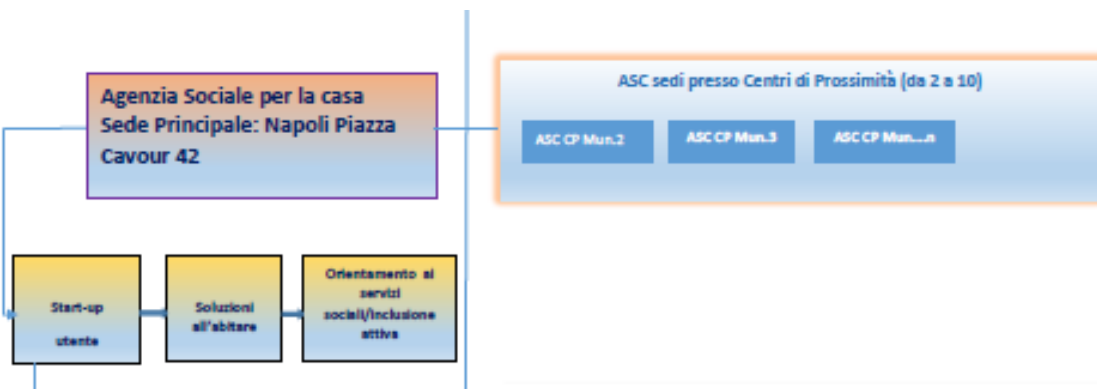 Agenzia Sociale per la casa
Sede Principale: Napoli Piazza
Cavour 42
ASC sedi presso Centri di Prossimità (da 2 a 10)
ASC CP Mun.2
ASC CP Mun.3
ASC CP Mun....n
Start-up
utente
Soluzioni
all'abitare
Orientamento ai
servizi
sociali/inclusione
attiva